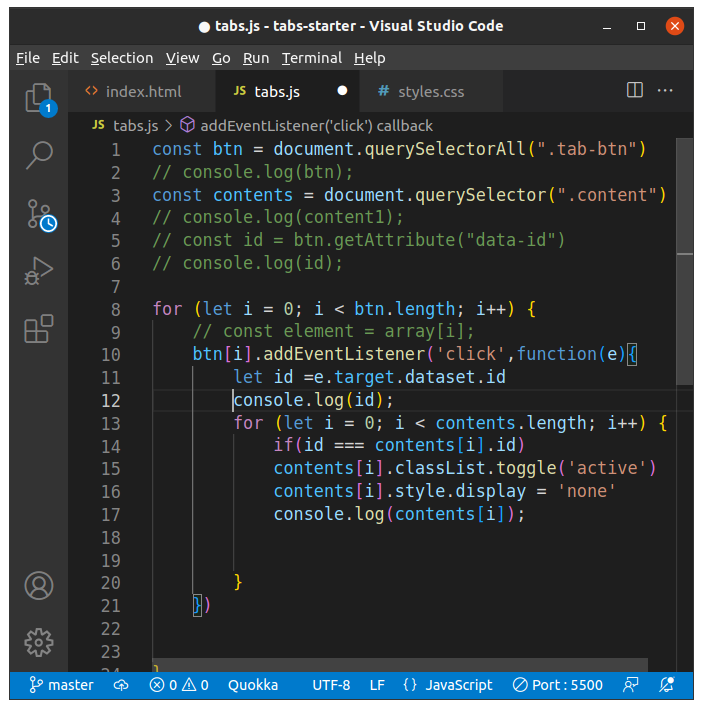 tabs.js - tabs-starter - Visual Studio Code
File Edit Selection View Go Run Terminal Help
1
<> index.html JS tabs.js # styles.css
JS tabs.js > addEventListener('click') callback
1 const btn = document.querySelectorAll(".tab-btn")
2 // console.log(btn);
3 const contents = document.querySelector(".content")
4 // console.log(content1);
5 // const id = btn.getAttribute("data-id")
6 // console.log(id);
7
8 for (let i = 0; i < btn.length; i++) {
9 // const element = array[i];
10 btn[i].addEventListener('click',function(e){
11 let id =e.target.dataset.id
12 console.log(id);
13 for (let i = 0; i < contents.length; i++) {
14 if(id === contents[i].id)
15 contents[i].classList.toggle('active')
16 contents[i].style.display = 'none'
17 console.log(contents[i]);
18
19
20 }
21 })
22
23
24 }
master 0 0 Quokka UTF-8 LF {} JavaScript Port : 5500